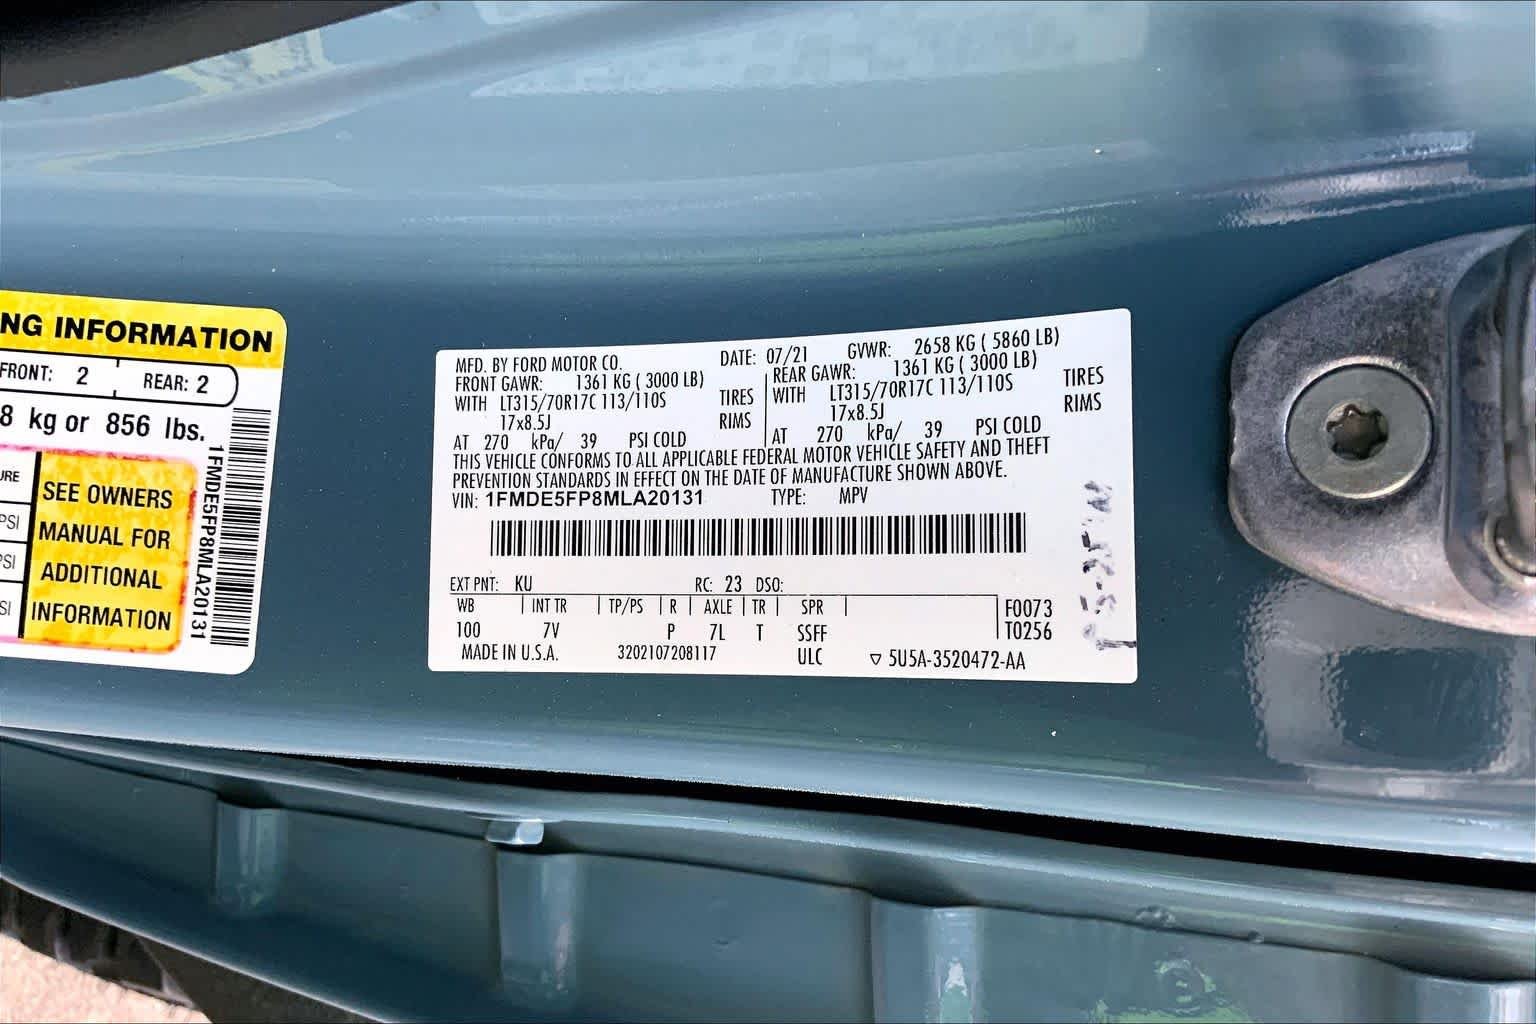 NG INFORMATION
FRONT: 2 REAR: 2
8 kg or 856 lbs.
URE
PSI
PSI
SI
SEE OWNERS
MANUAL FOR
ADDITIONAL
INFORMATION
1FMDE5FP8MLA20131
MFD. BY FORD MOTOR CO. DATE: 07/21 GVWR: 2658 KG ( 5860 LB)
FRONT GAWR: 1361 KG ( 3000 LB) REAR GAWR: 1361 KG ( 3000 LB)
WITH LT315/70R17C 113/110S TIRES WITH LT315/70R17C 113/110S TIRES
17x8.5J RIMS 17x8.5J RIMS
AT 270 kPa/ 39 PSI COLD AT 270 kPa/ 39 PSI COLD
THIS VEHICLE CONFORMS TO ALL APPLICABLE FEDERAL MOTOR VEHICLE SAFETY AND THEFT
PREVENTION STANDARDS IN EFFECT ON THE DATE OF MANUFACTURE SHOWN ABOVE.
VIN: 1FMDE5FP8MLA20131 TYPE: MPV
EXT PNT: KU RC: 23 DSO:
WB INT TR TP/PS R AXLE TR SPR F0073
100 7V P 7L T SSFF T0256
MADE IN U.S.A. 3202107208117 ULC ▽ 5U5A-3520472-AA